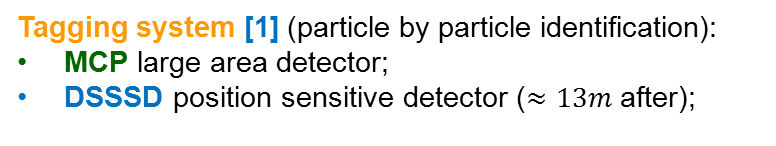 Tagging system [1] (particle by particle identification):
• MCP large area detector;
• DSSSD position sensitive detector (≈ 13m after);